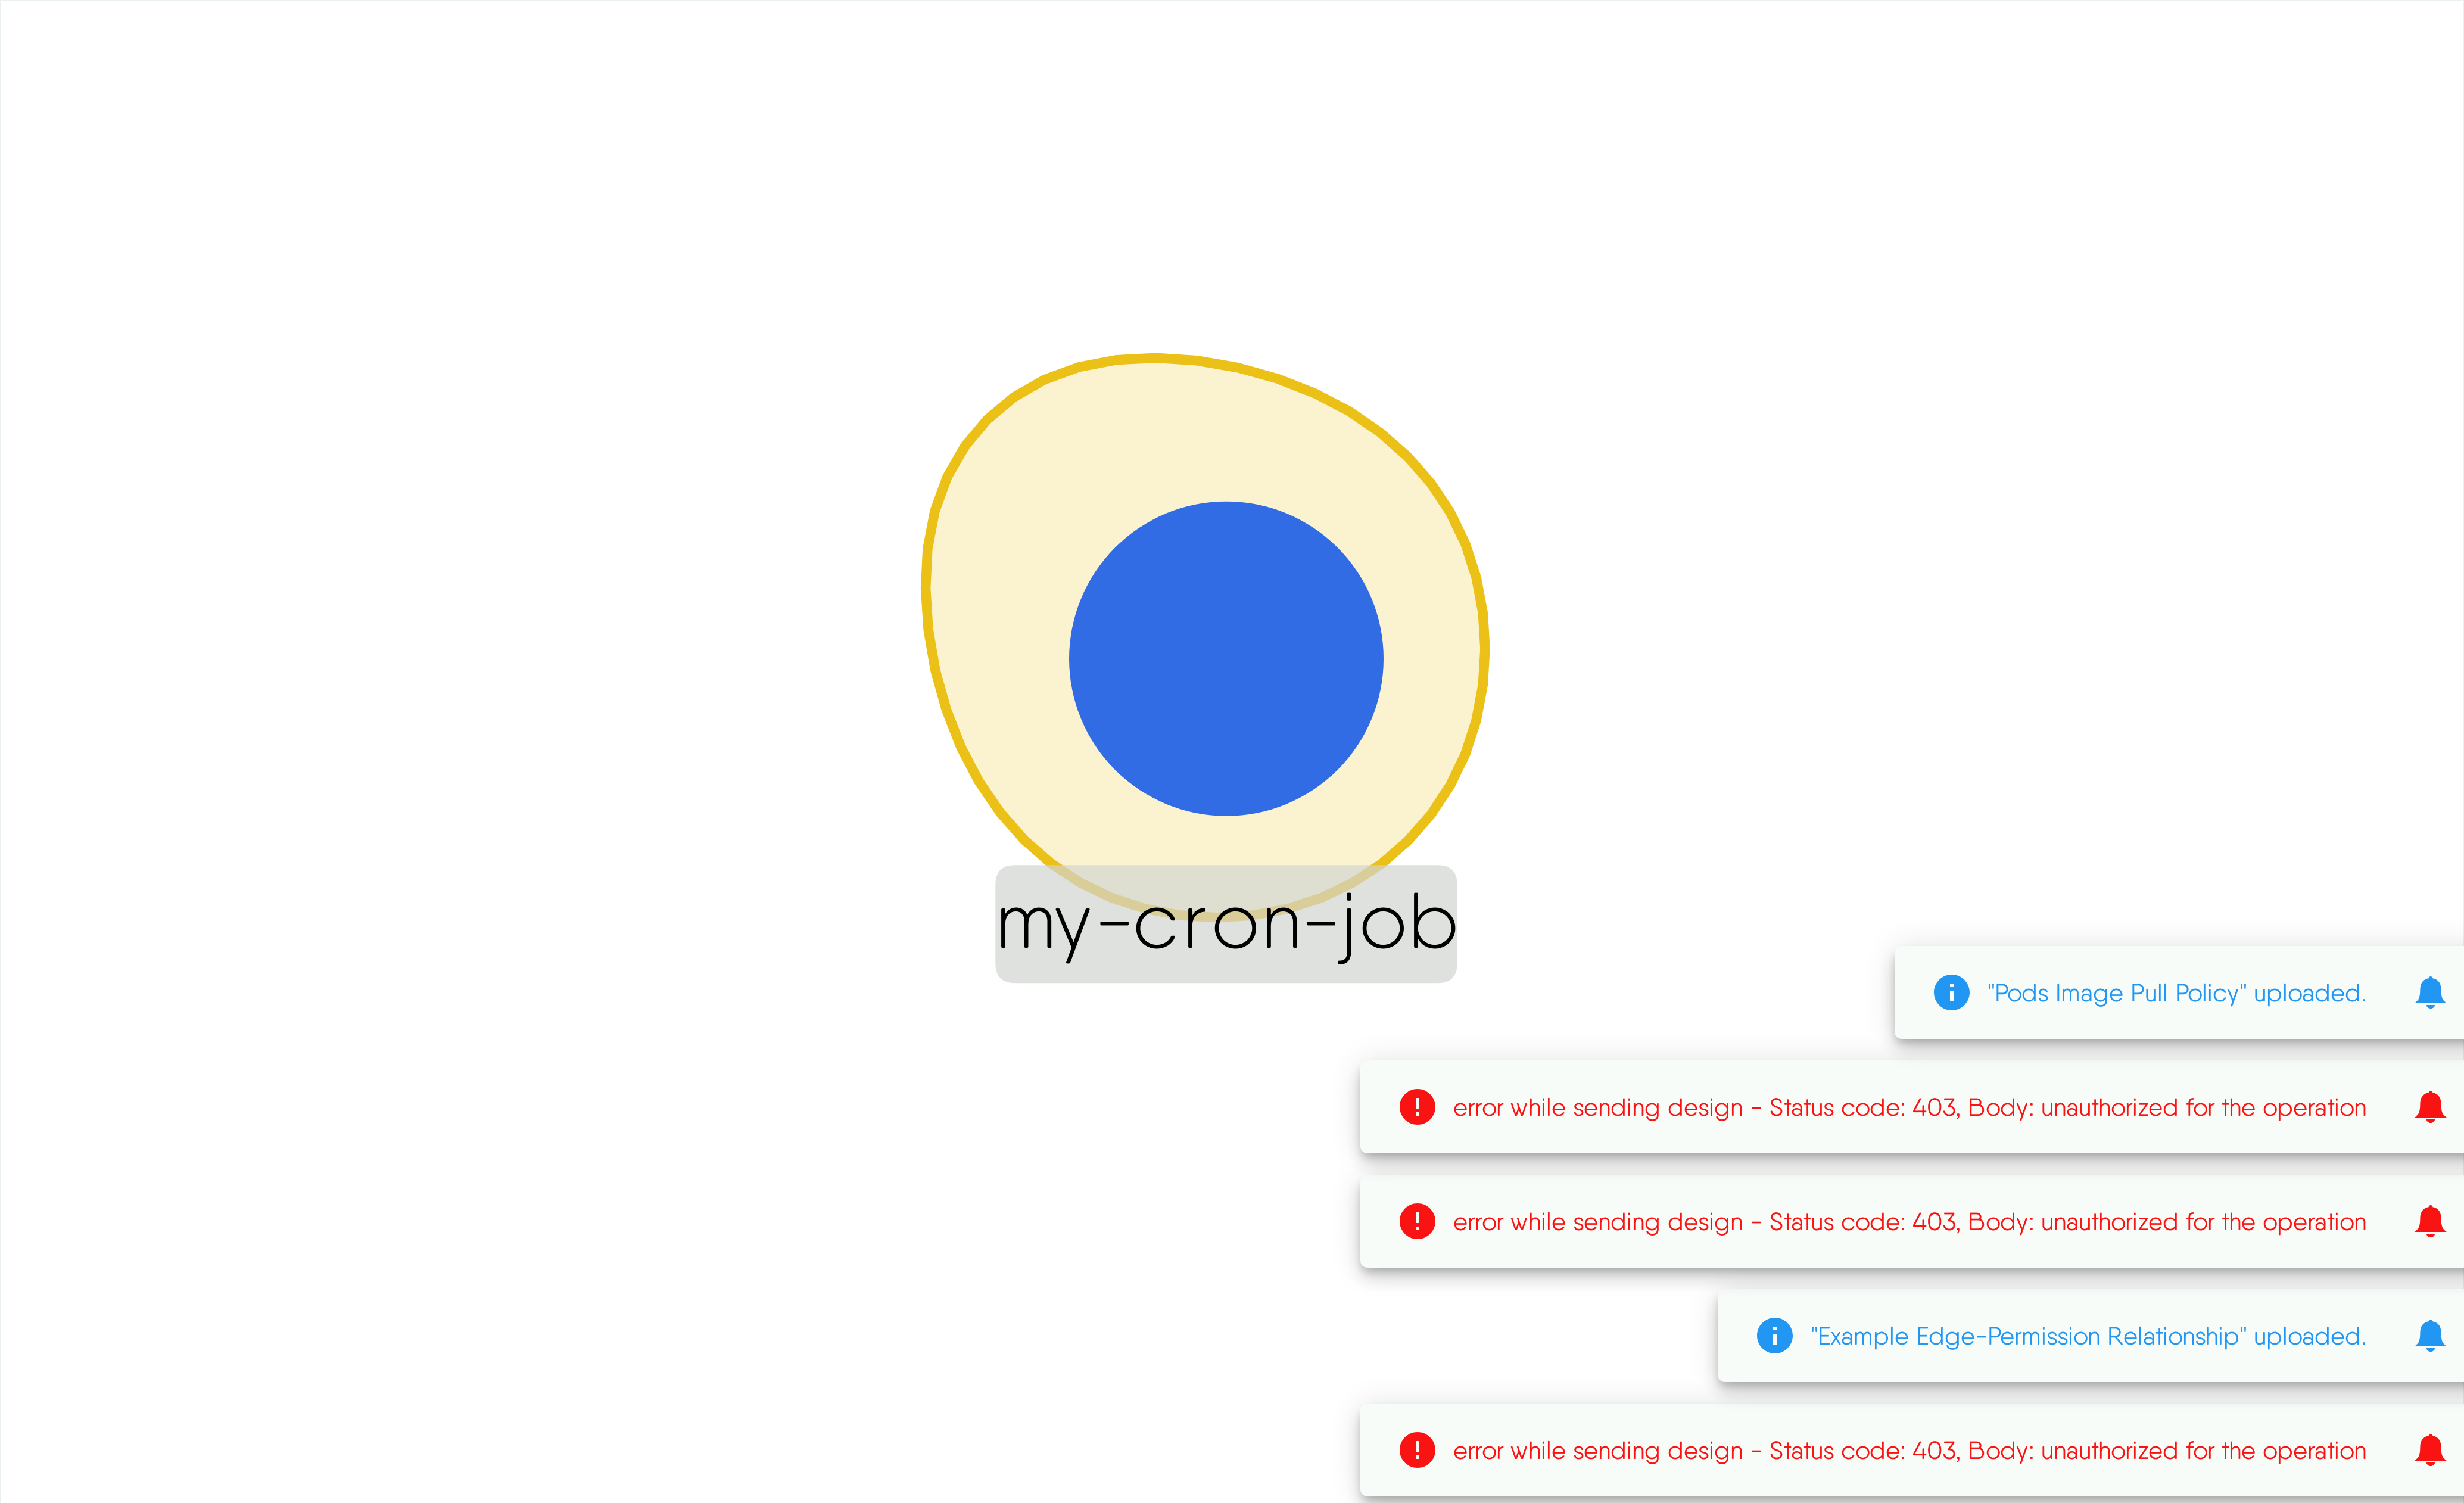 my-cron-job
"Pods Image Pull Policy" uploaded.
error while sending design - Status code: 403, Body: unauthorized for the operation
error while sending design - Status code: 403, Body: unauthorized for the operation
"Example Edge-Permission Relationship" uploaded.
error while sending design - Status code: 403, Body: unauthorized for the operation